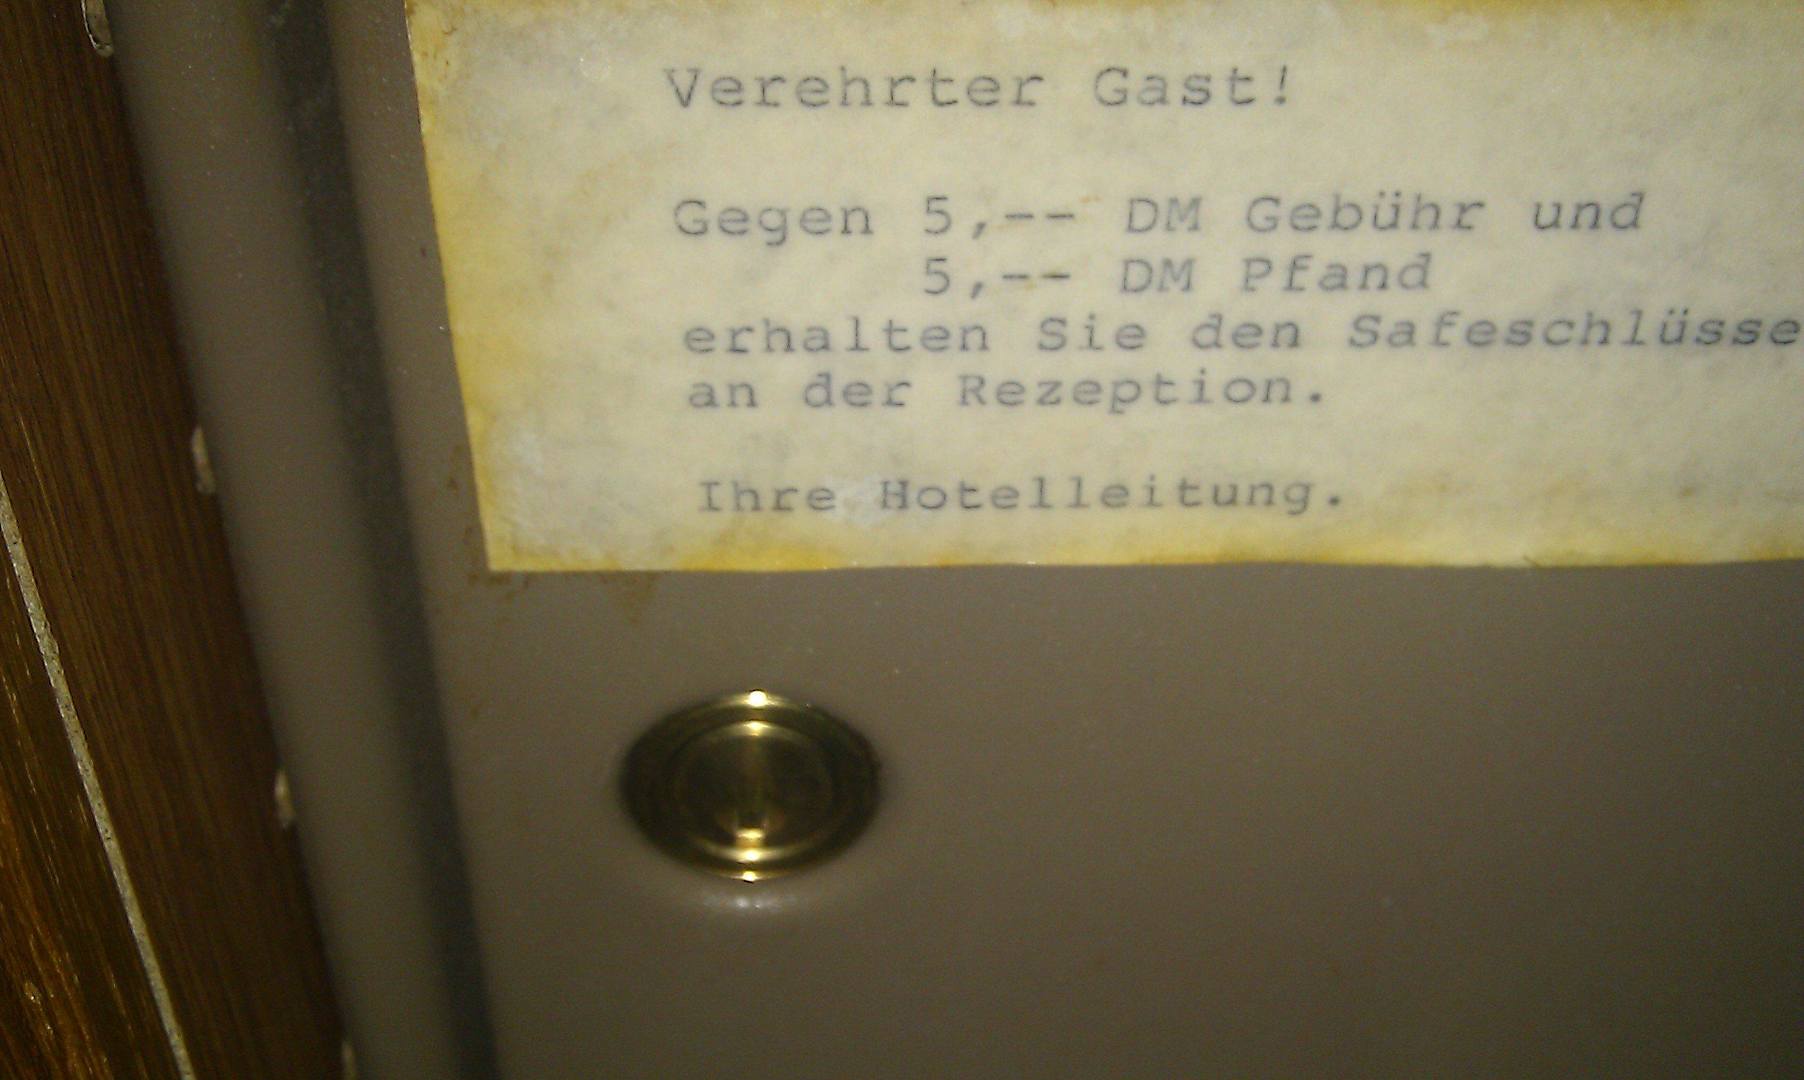 Verehrter Gast!
Gegen 5,-- DM Gebühr und
5,-- DM Pfand
erhalten Sie den Safeschlüsse
an der Rezeption.
Ihre Hotelleitung.